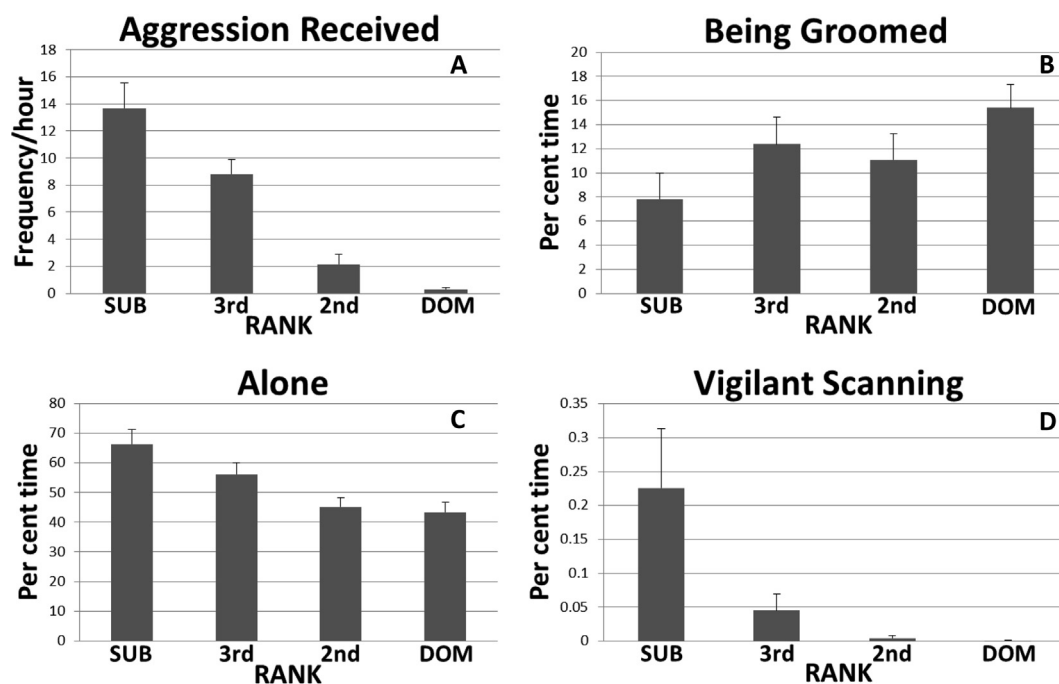 Aggression Received
A
Frequency/hour
18
16
14
12
10
8
6
4
2
0
SUB 3rd 2nd DOM
RANK
Being Groomed
B
Per cent time
20
18
16
14
12
10
8
6
4
2
0
SUB 3rd 2nd DOM
RANK
Alone
C
Per cent time
80
70
60
50
40
30
20
10
0
SUB 3rd 2nd DOM
RANK
Vigilant Scanning
D
Per cent time
0.35
0.3
0.25
0.2
0.15
0.1
0.05
0
SUB 3rd 2nd DOM
RANK